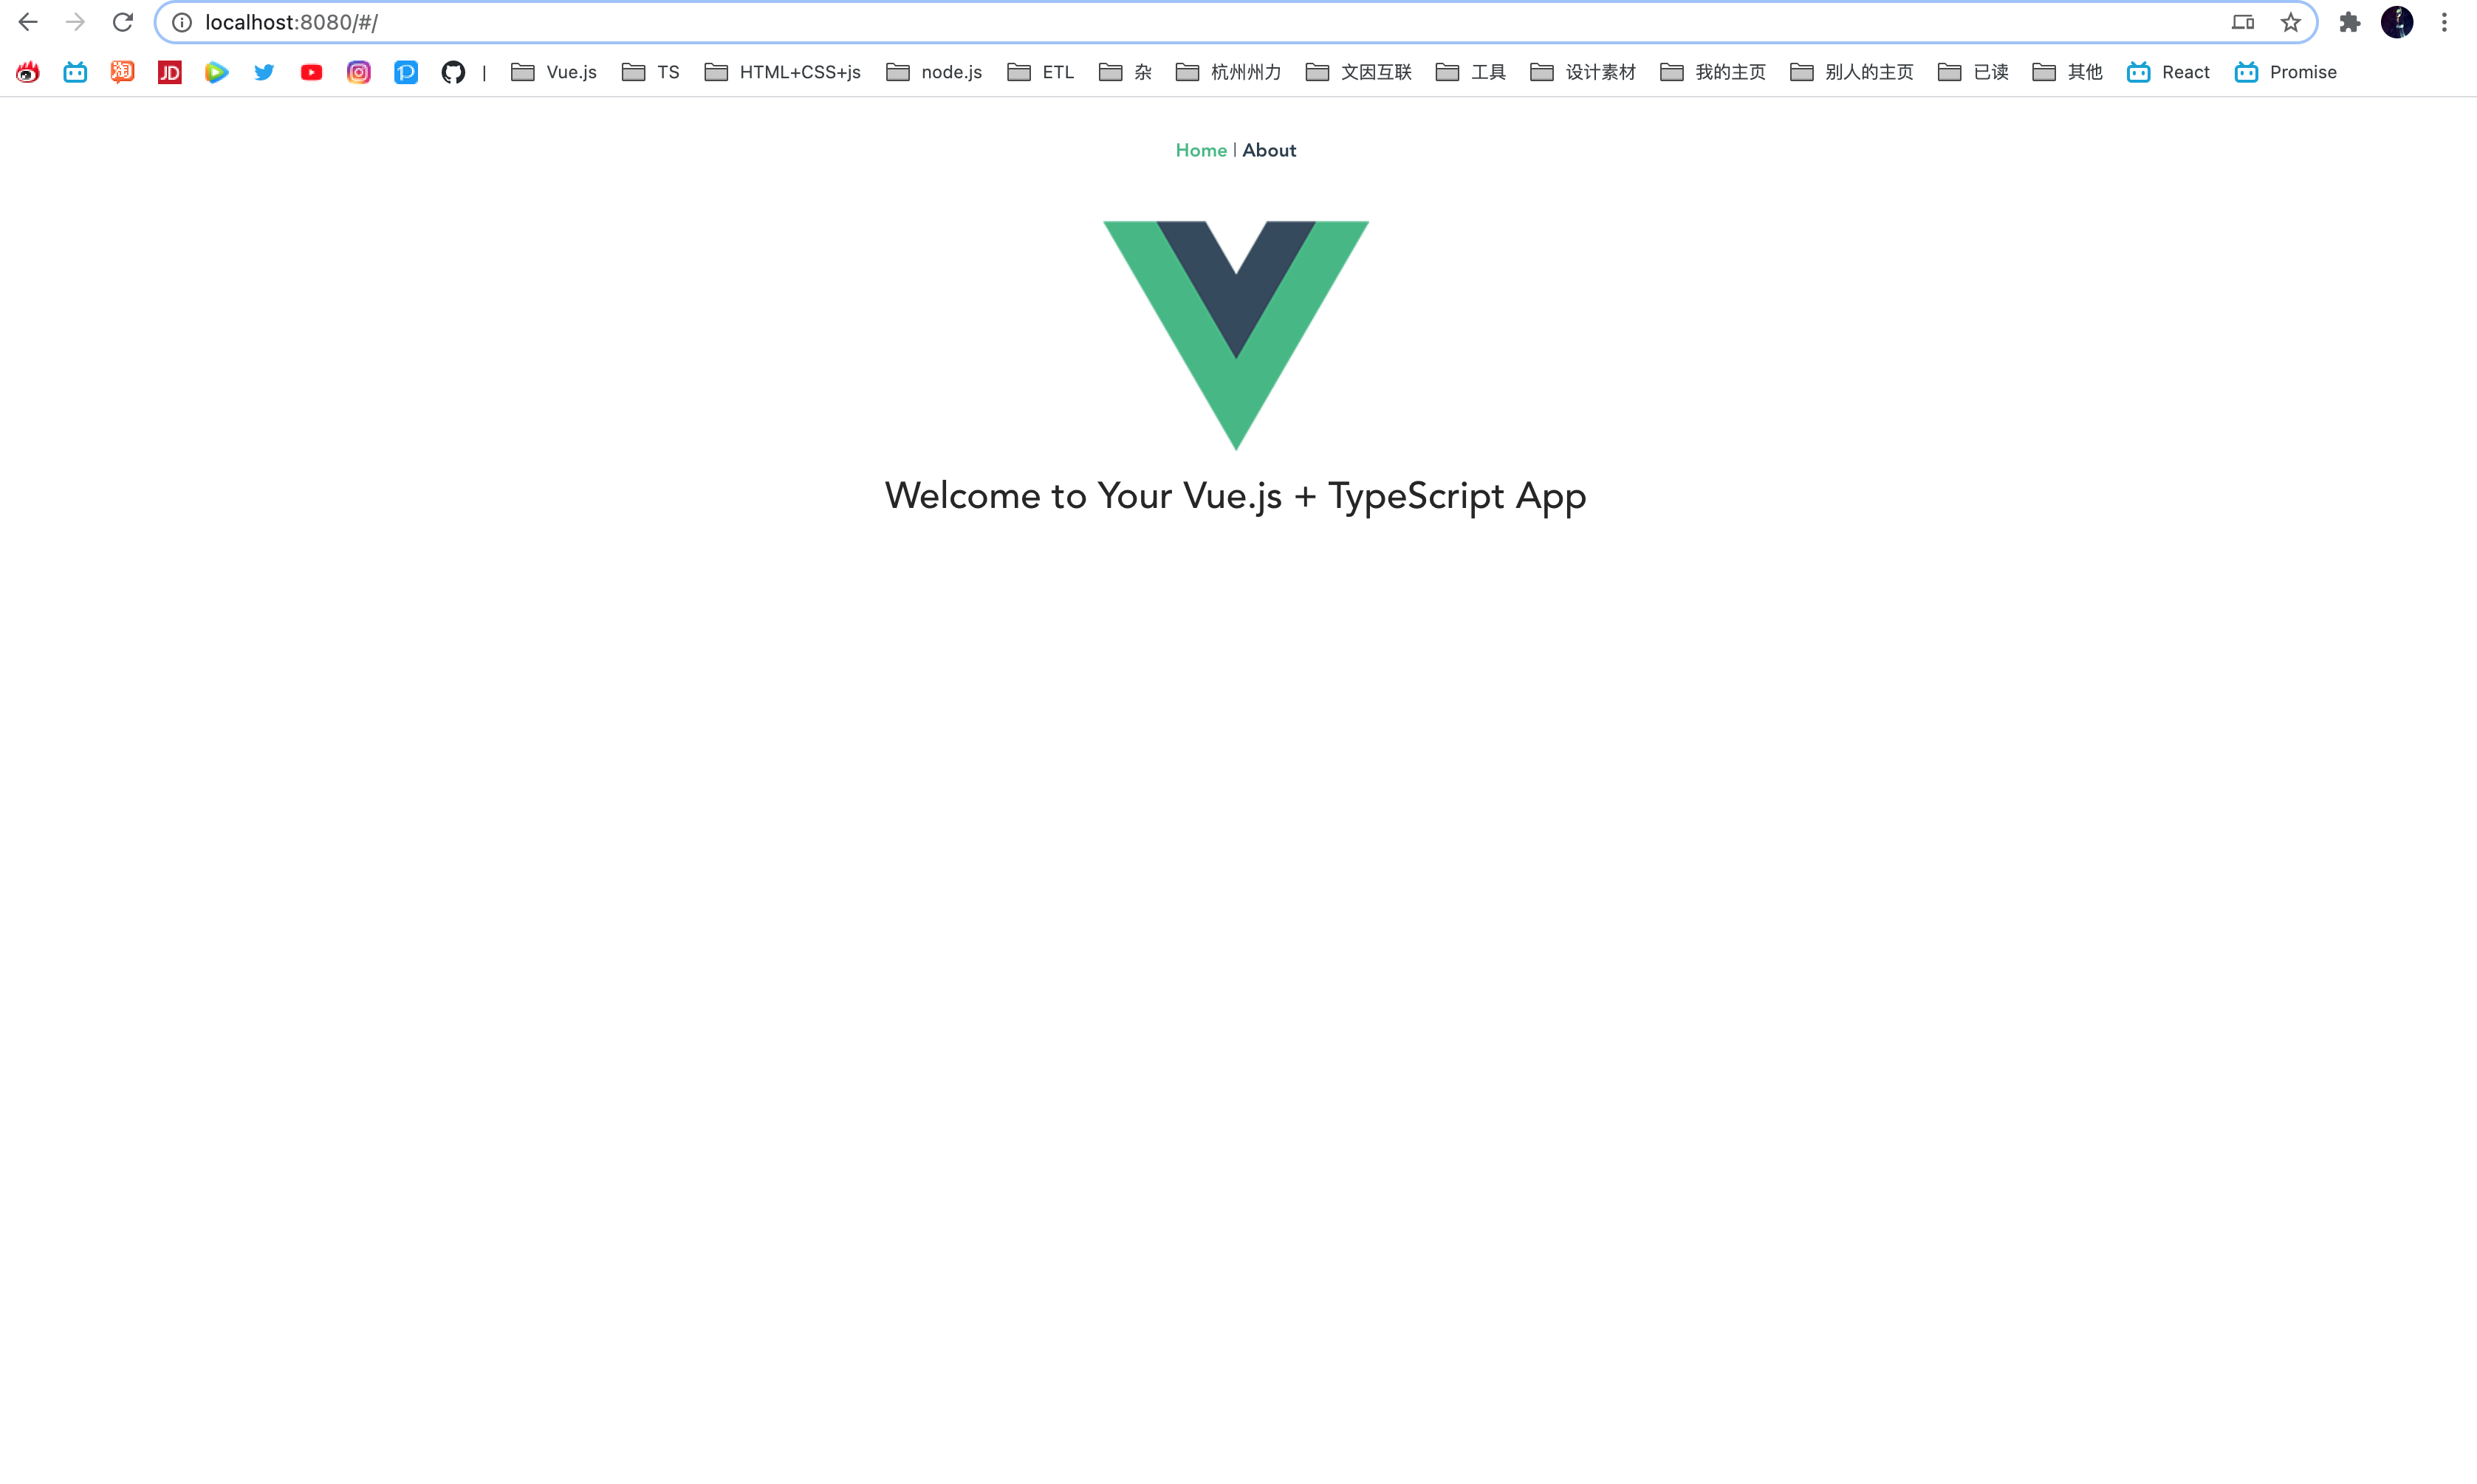 localhost:8080/#/
淘 JD | Vue.js TS HTML+CSS+js node.js ETL 杂 杭州州力 文因互联 工具 设计素材 我的主页 别人的主页 已读 其他 React Promise
Home | About
Welcome to Your Vue.js + TypeScript App